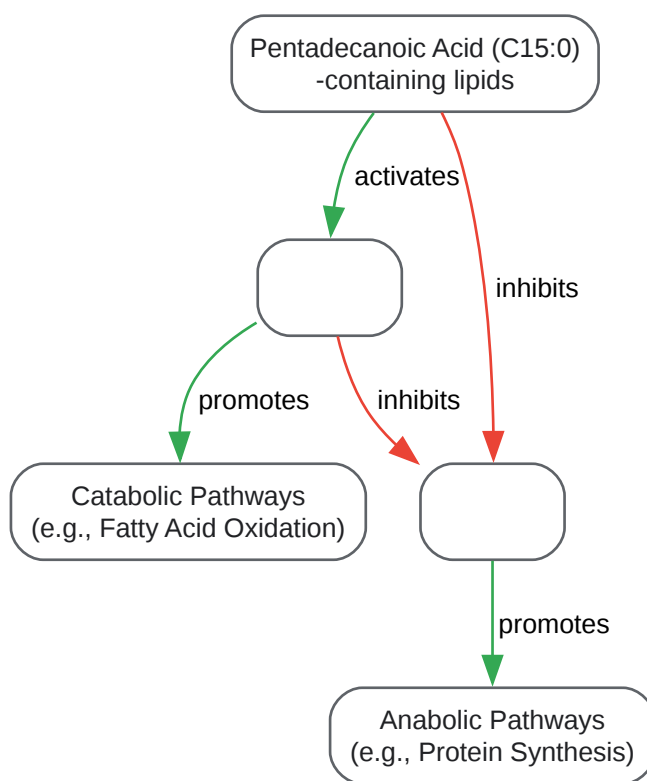 Pentadecanoic Acid (C15:0)
-containing lipids
activates
inhibits
promotes
inhibits
Catabolic Pathways
(e.g., Fatty Acid Oxidation)
promotes
Anabolic Pathways
(e.g., Protein Synthesis)